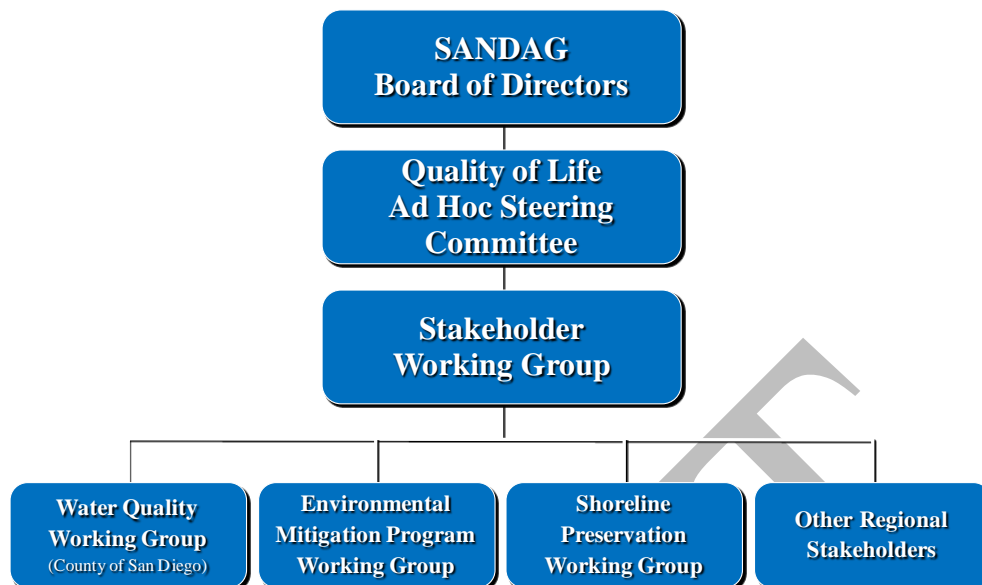 SANDAG
Board of Directors
Quality of Life
Ad Hoc Steering
Committee
Stakeholder
Working Group
Water Quality
Working Group
(County of San Diego)
Environmental
Mitigation Program
Working Group
Shoreline
Preservation
Working Group
Other Regional
Stakeholders